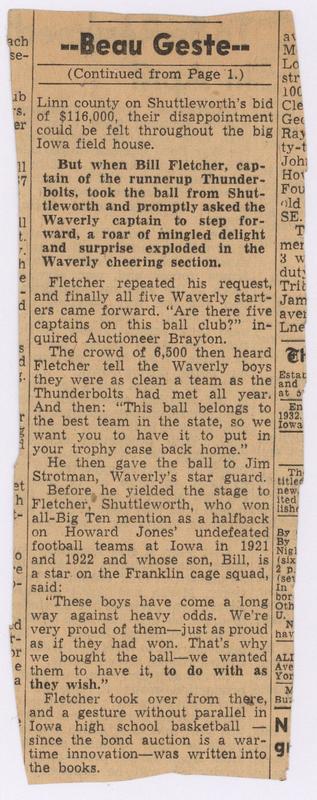 --Beau Geste--
(Continued from Page 1.)
Linn county on Shuttleworth's bid
of $116,000, their disappointment
could be felt throughout the big
Iowa field house.
But when Bill Fletcher, cap-
tain of the runnerup Thunder-
bolts, took the ball from Shut-
tleworth and promptly asked the
Waverly captain to step for-
ward, a roar of mingled delight
and surprise exploded in the
Waverly cheering section.
Fletcher repeated his request,
and finally all five Waverly start-
ers came forward. "Are there five
captains on this ball club?" in-
quired Auctioneer Brayton.
The crowd of 6,500 then heard
Fletcher tell the Waverly boys
they were as clean a team as the
Thunderbolts had met all year.
And then: "This ball belongs to
the best team in the state, so we
want you to have it to put in
your trophy case back home."
He then gave the ball to Jim
Strotman, Waverly's star guard.
Before he yielded the stage to
Fletcher, Shuttleworth, who won
all-Big Ten mention as a halfback
on Howard Jones' undefeated
football teams at Iowa in 1921
and 1922 and whose son, Bill, is
a star on the Franklin cage squad,
said:
"These boys have come a long
way against heavy odds. We're
very proud of them—just as proud
as if they had won. That's why
we bought the ball—we wanted
them to have it, to do with as
they wish."
Fletcher took over from there,
and a gesture without parallel in
Iowa high school basketball —
since the bond auction is a war-
time innovation—was written into
the books.